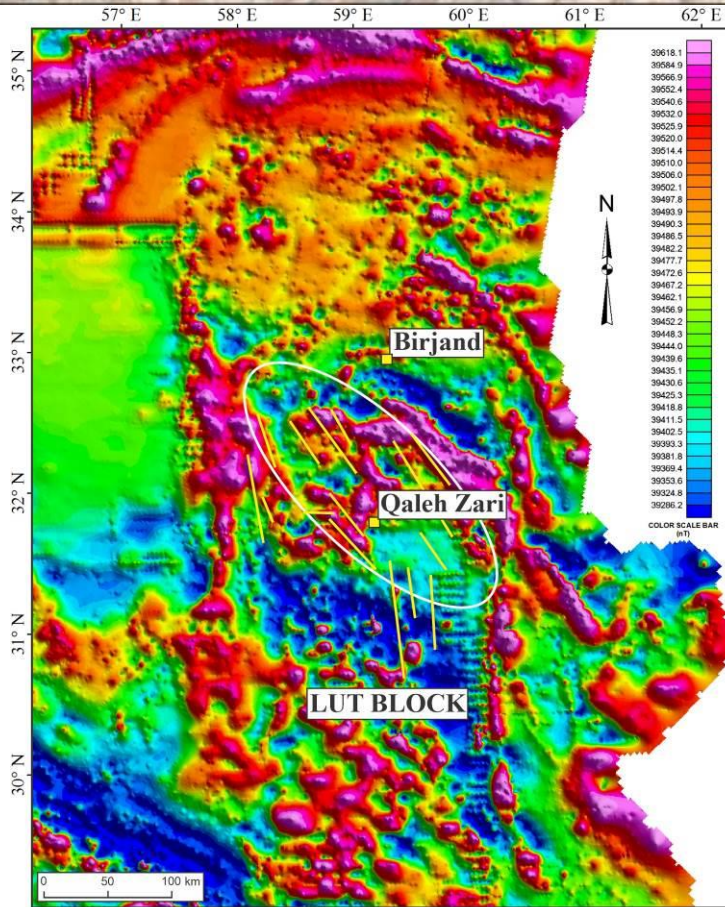 57° E 58° E 59° E 60° E 61° E 62° E
35° N
34° N
33° N
32° N
31° N
30° N
N
Birjand
Qaleh Zari
LUT BLOCK
0 50 100 km
39618.1
39584.9
39566.9
39552.4
39540.6
39532.0
39525.9
39520.0
39514.4
39510.0
39506.0
39502.1
39497.8
39493.9
39490.3
39486.5
39482.2
39477.7
39472.6
39467.2
39462.1
39456.9
39452.2
39448.3
39444.0
39439.6
39435.1
39430.6
39425.3
39418.8
39411.5
39402.5
39393.3
39381.8
39369.4
39353.6
39324.8
39286.2
COLOR SCALE BAR
(nT)